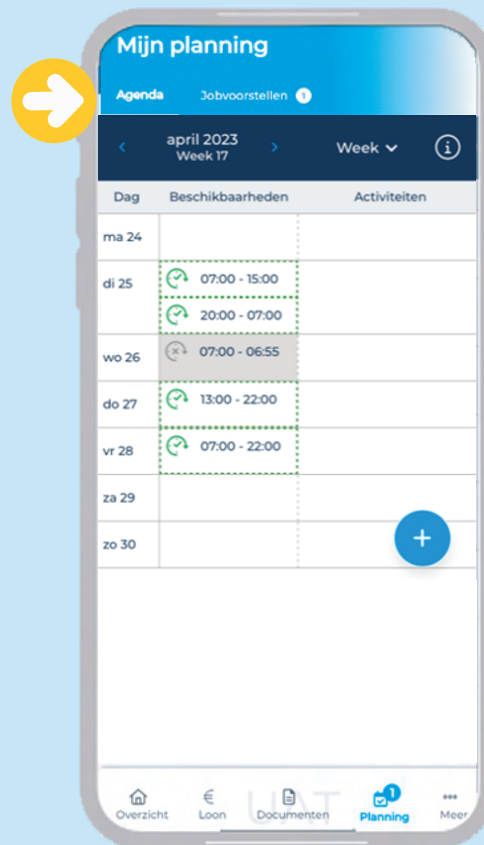 Mijn planning
Agenda Jobvoorstellen 1
april 2023 Week
Week 17
Dag Beschikbaarheden Activiteiten
ma 24
di 25 07:00 - 15:00
20:00 - 07:00
wo 26 07:00 - 06:55
do 27 13:00 - 22:00
vr 28 07:00 - 22:00
za 29
zo 30
+
1
UAT
Overzicht Loon Documenten Planning Meer